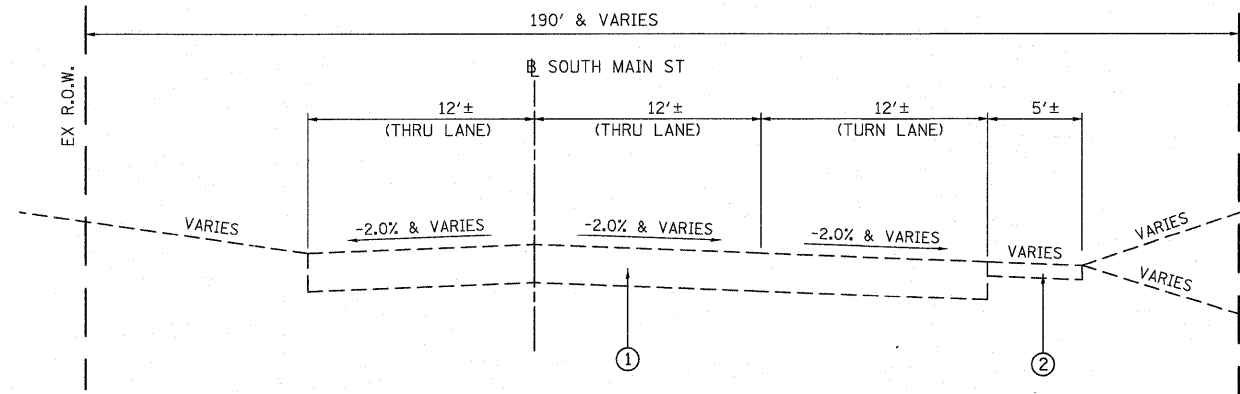 190' & VARIES
EX R.O.W.
B SOUTH MAIN ST
12'± 12'± 12'± 5'±
(THRU LANE) (THRU LANE) (TURN LANE)
VARIES
-2.0% & VARIES -2.0% & VARIES -2.0% & VARIES
VARIES
VARIES
VARIES
1
2